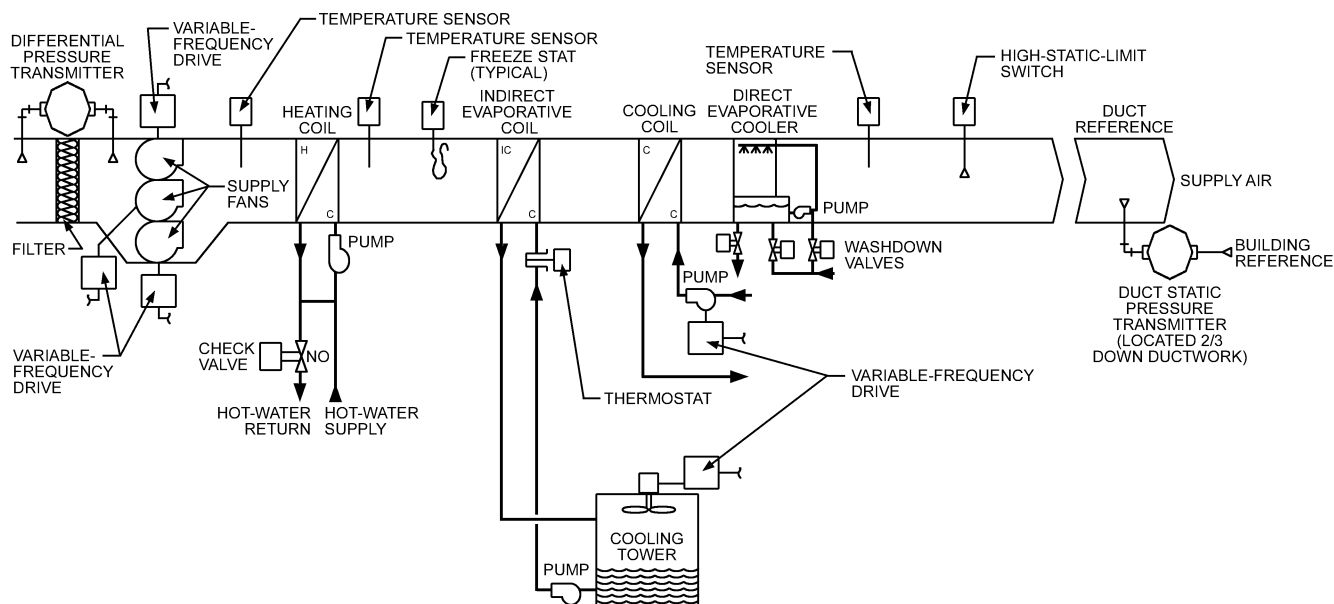 DIFFERENTIAL
PRESSURE
TRANSMITTER
VARIABLE-
FREQUENCY
DRIVE
TEMPERATURE SENSOR
TEMPERATURE SENSOR
FREEZE STAT
(TYPICAL)
HEATING
COIL
INDIRECT
EVAPORATIVE
COIL
COOLING
COIL
DIRECT
EVAPORATIVE
COOLER
TEMPERATURE
SENSOR
HIGH-STATIC-LIMIT
SWITCH
DUCT
REFERENCE
H
C
IC
C
C
C
SUPPLY
FANS
FILTER
PUMP
PUMP
SUPPLY AIR
WASHDOWN
VALVES
BUILDING
REFERENCE
PUMP
DUCT STATIC
PRESSURE
TRANSMITTER
(LOCATED 2/3
DOWN DUCTWORK)
VARIABLE-
FREQUENCY
DRIVE
CHECK
VALVE
NO
HOT-WATER
RETURN
HOT-WATER
SUPPLY
THERMOSTAT
VARIABLE-FREQUENCY
DRIVE
COOLING
TOWER
PUMP